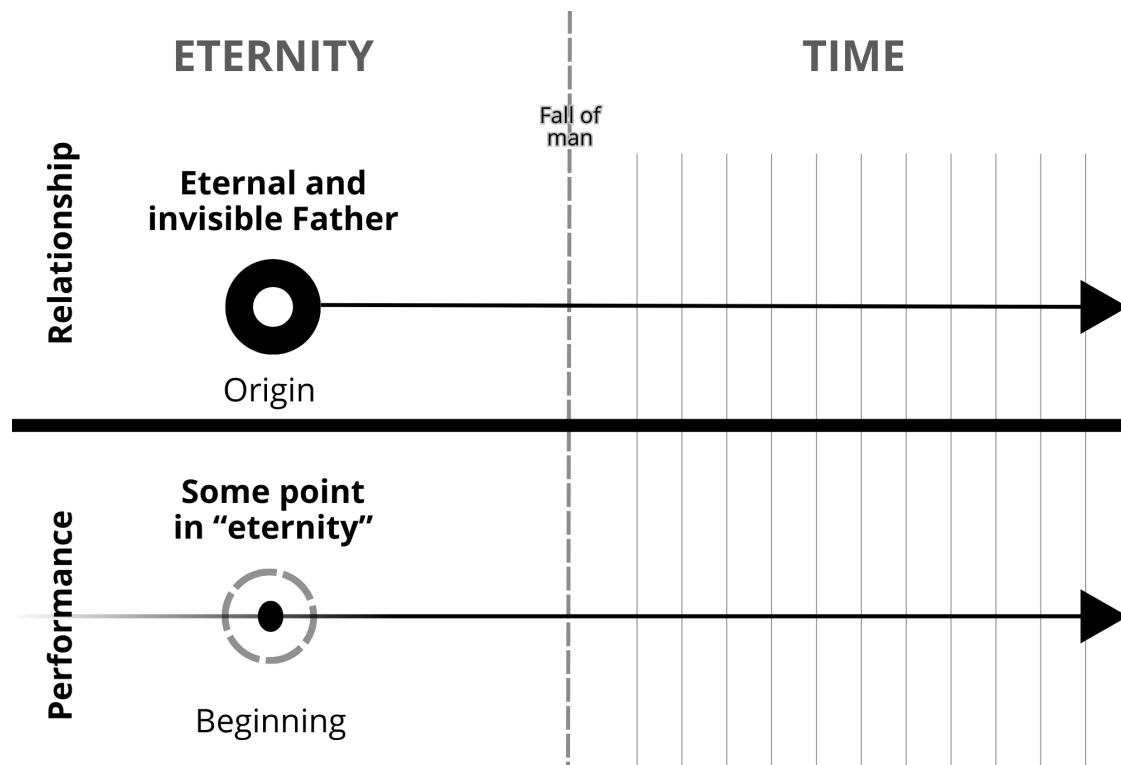 ETERNITY
TIME
Fall of
man
Relationship
Eternal and
invisible Father
Origin
Performance
Some point
in “eternity”
Beginning